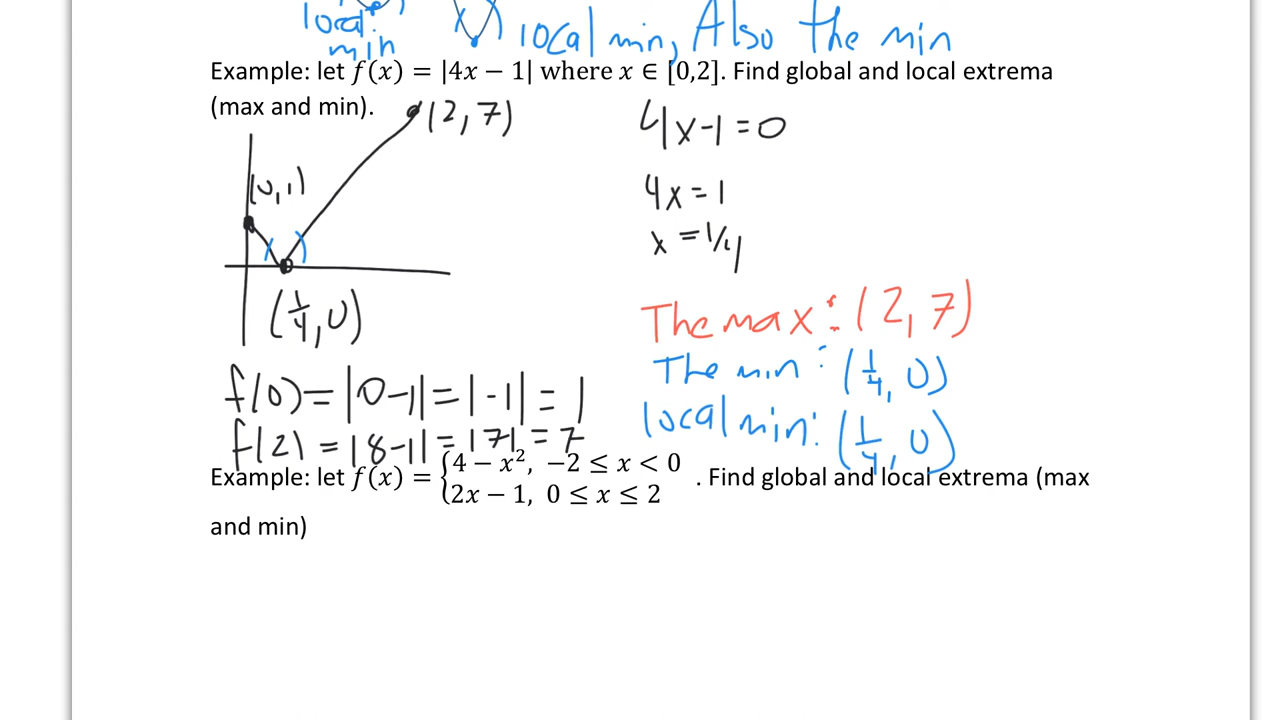 local
min
local min, Also the min
Example: let f(x) = |4x − 1| where x ∈ [0,2]. Find global and local extrema
(max and min).
(2, 7)
(0, 1)
(1/4, 0)
4x-1=0
4x=1
x = 1/4
The max: (2, 7)
The min: (1/4, 0)
local min: (1/4, 0)
f(0) = |0-1| = |-1| = 1
f(2) = |8-1| = |7| = 7
Example: let f(x) = {4 − x², −2 ≤ x < 0
2x − 1, 0 ≤ x ≤ 2
. Find global and local extrema (max
and min)